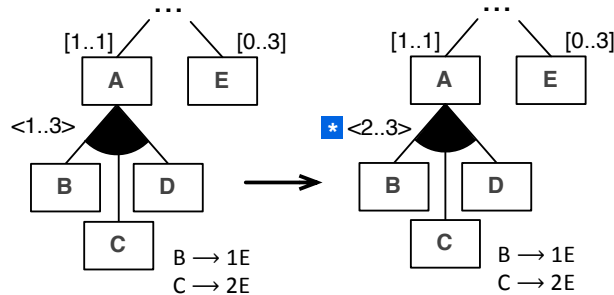 ... ...
[1..1] [0..3] [1..1] [0..3]
A E A E
<1..3> * <2..3>
B D B D
C C
B → 1E B → 1E
C → 2E C → 2E